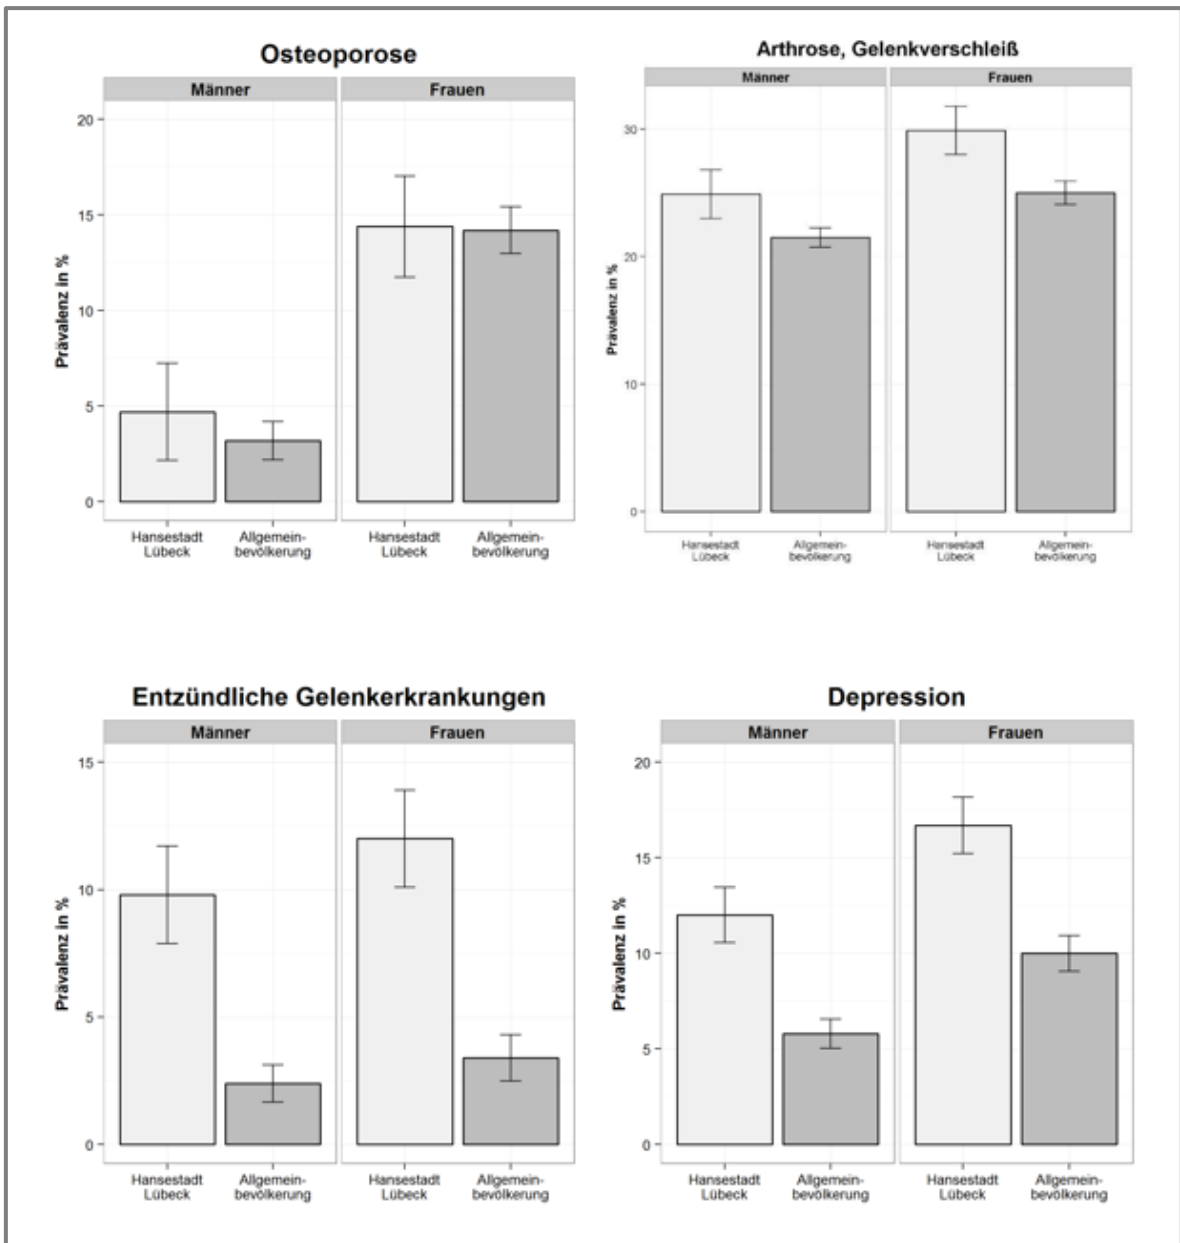 Osteoporose
Männer
Frauen
Prävalenz in %
20
15
10
5
0
Hansestadt
Lübeck
Allgemein-
bevölkerung
Hansestadt
Lübeck
Allgemein-
bevölkerung
Arthrose, Gelenkverschleiß
Männer
Frauen
Prävalenz in %
30
20
10
0
Hansestadt
Lübeck
Allgemein-
bevölkerung
Hansestadt
Lübeck
Allgemein-
bevölkerung
Entzündliche Gelenkerkrankungen
Männer
Frauen
Prävalenz in %
15
10
5
0
Hansestadt
Lübeck
Allgemein-
bevölkerung
Hansestadt
Lübeck
Allgemein-
bevölkerung
Depression
Männer
Frauen
Prävalenz in %
20
15
10
5
0
Hansestadt
Lübeck
Allgemein-
bevölkerung
Hansestadt
Lübeck
Allgemein-
bevölkerung